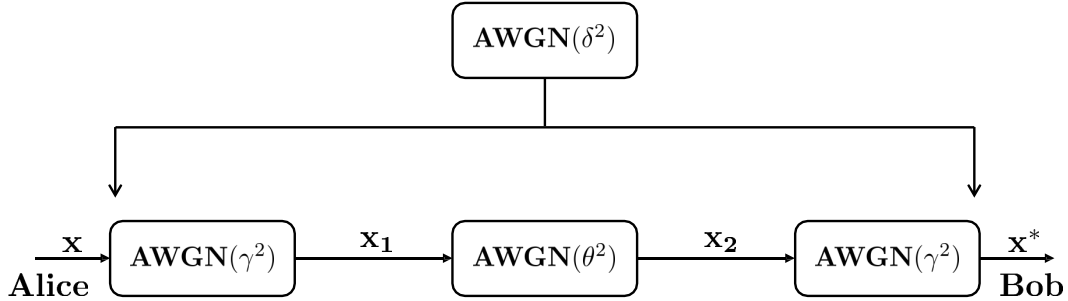 AWGN(δ²)
x
x₁
x₂
x*
AWGN(γ²)
AWGN(θ²)
AWGN(γ²)
Alice
Bob